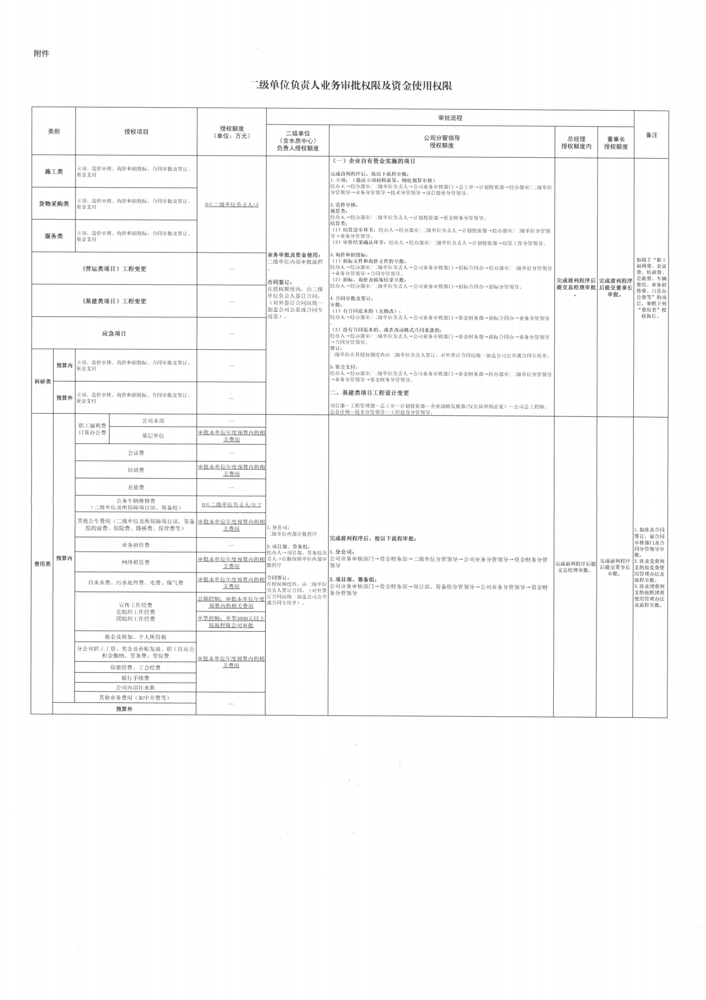 附件
二级单位负责人业务审批权限及资金使用权限
类别
授权项目
授权额度
（单位：万元）
审批流程
二级单位
（含水质中心）
负责人授权额度
公司分管领导
授权额度
总经理
授权额度内
董事长
授权额度
备注
施工类
立项、造价审核、询价和招投标、合同审批及签订、
资金支付
货物采购类
立项、造价审核、询价和招投标、合同审批及签订、
资金支付
服务类
立项、造价审核、询价和招投标、合同审批及签订、
资金支付
0≤二级单位负责人<5
(营运类项目）工程变更
—
(基建类项目）工程变更
—
应急项目
—
科研类
预算内
立项、造价审核、询价和招投标、合同审批及签订、
资金支付
—
预算外
立项、造价审核、询价和招投标、合同审批及签订、
资金支付
—
业务审批及资金使用：
二级单位内部审批流程
。
合同签订：
在授权额度内，由二级
单位负责人签订合同，
（对外签订合同应统一
加盖公司公章或合同专
用章）。
（一）企业自有资金实施的项目
完成前列程序后，按以下流程审批：
1.立项：（提高立项材料质量，细化预算审核）
经办人→经办部室/二级单位负责人→公司业务审核部门→总工室→计划投资部→经办部室/二级单位
分管领导→业务分管领导→技术分管领导→项目投资分管领导。
2.造价审核：
预算类：
经办人→经办部室/二级单位负责人→计划投资部→资金财务分管领导。
结算类：
（1）结算送审环节：经办人→经办部室/二级单位负责人→计划投资部→经办部室/二级单位分管领
导→业务分管领导。
（2）审价结果确认环节：经办人→经办部室/二级单位负责人→计划投资部→结算工作分管领导。
3.询价和招投标：
（1）招标文件和询价文件的呈批：
经办人→经办部室/二级单位负责人→公司业务审核部门→招标合同办→经办部室/二级单位分管领导
→业务分管领导→合同分管领导。
（2）招标、询价及摇珠结果呈批：
经办人→经办部室/二级单位负责人→公司业务审核部门→招标合同办→招标分管领导。
4.合同审批及签订：
审批：
（1）有合同范本的（无修改）：
经办人→经办部室/二级单位负责人→公司业务审核部门→资金财务部→招标合同办→业务分管领导
。
（2）没有合同范本的、或者改动格式合同条款的：
经办人→经办部室/二级单位负责人→公司业务审核部门→资金财务部→招标合同办→业务分管领导
→合同分管领导。
签订：
二级单位在其授权额度内由二级单位负责人签订，对外签订合同应统一加盖公司公章或合同专用章。
5.资金支付：
经办人→经办部室/二级单位负责人→公司业务审核部门→资金财务部→经办部室/二级单位分管领导
→业务分管领导→资金财务分管领导。
二、基建类项目工程设计变更
项目部—工程管理部—总工室—计划投资部—企业战略发展部(仅出具律师意见）—公司总工程师、
总会计师—技术分管领导—工程建设分管领导。
完成前列程序后
提交总经理审批
。
完成前列程序
后提交董事长
审批。
如属于“职工
福利费、会议
费、培训费、
差旅费、车辆
费用、业务招
待费、日常办
公费等”的项
目，参照下列
“费用类”授
权执行。
费用类
预算内
职工福利费
日常办公费
公司本部
—
基层单位
审批本单位年度预算内的相
关费用
会议费
—
培训费
审批本单位年度预算内的相
关费用
差旅费
—
公务车辆维修费
（二级单位及所保障项目部、筹备组）
0≤二级单位负责人<0.2
其他公车费用（二级单位及所保障项目部、筹备
组的油费、保险费、路桥费、保管费等）
审批本单位年度预算内的相
关费用
业务招待费
—
网络租赁费
审批本单位年度预算内的相
关费用
自来水费、污水处理费、电费、煤气费
审批本单位年度预算内的相
关费用
宣传工作经费
党组织工作经费
团组织工作经费
总额控制：审批本单位年度
预算内的相关费用
单笔控制：单笔3000元以上
按流程报公司审批
税金及附加、个人所得税
分公司职工工资、奖金及补贴发放、职工住房公
积金缴纳、劳务费、劳保费
保密经费、工会经费
银行手续费
公司内部往来款
审批本单位年度预算内的相
关费用
其他业务费用（如中介费等）
预算外
—
1.分公司：
二级单位内部审批程序
2.项目部、筹备组：
经办人→项目部、筹备组负
责人→后勤保障单位内部审
批程序
合同签订：
在授权额度内，由二级单位
负责人签订合同，（对外签
订合同应统一加盖公司公章
或合同专用章）。
完成前列程序后，按以下流程审批：
1.分公司：
公司业务审核部门→资金财务部→二级单位分管领导→公司业务分管领导→资金财务分管
领导
2.项目部、筹备组：
公司业务审核部门→资金财务部→项目部、筹备组分管领导→公司业务分管领导→资金财
务分管领导
完成前列程序后提
交总经理审批。
完成前列程序
后提交董事长
审批。
1.如涉及合同
签订，需合同
审核部门及合
同分管领导审
批。
2.涉及党费列
支的按党费使
用管理办法及
流程呈批。
3.涉及团费列
支的按照团费
使用管理办法
及流程呈批。